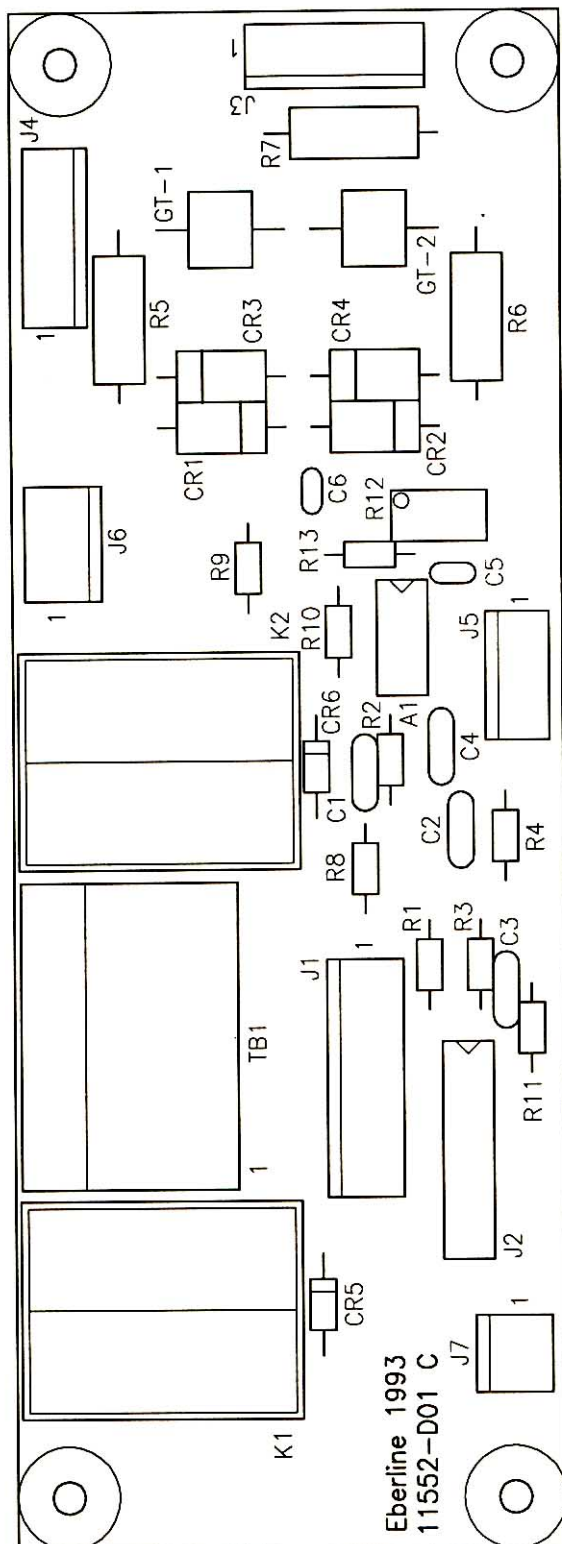 1
J3
J4
R7
GT-1
GT-2
1
R5
R6
CR3
CR4
CR1
CR2
C6
R12
J6
1
R9
R13
C5
K2
R10
J5
1
CR6
R2
A1
C1
C4
C2
R8
R4
R1
R3
C3
J1
1
TB1
1
R11
J2
CR5
J7
1
K1
Eberline 1993
11552-D01 C